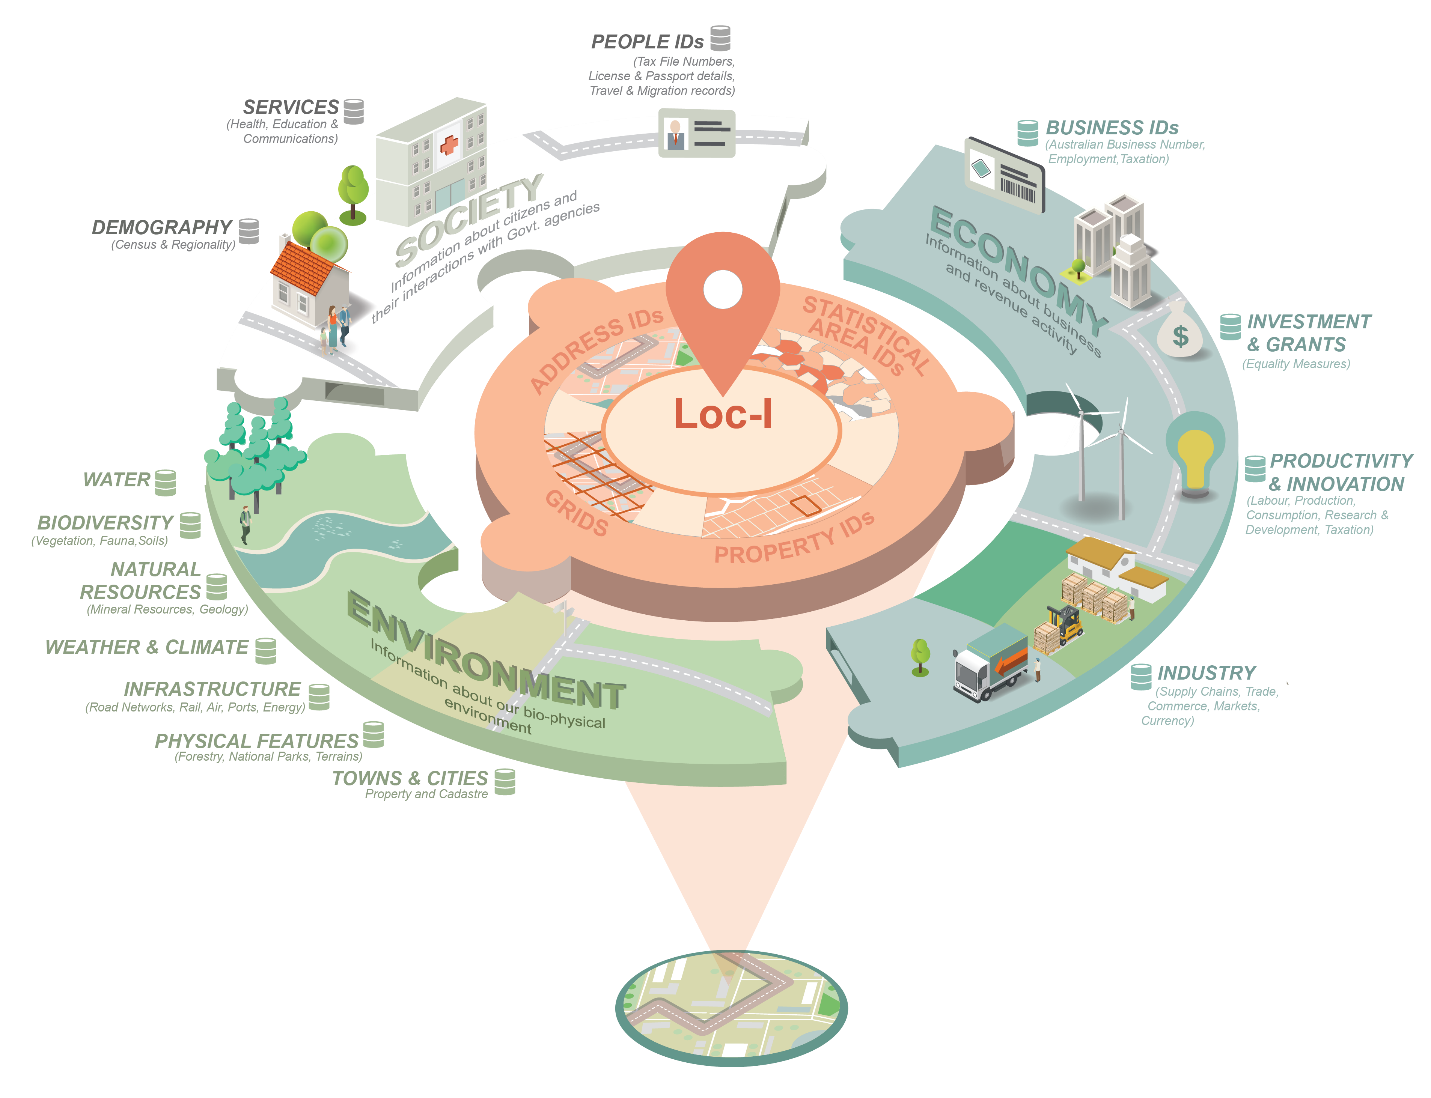 PEOPLE IDs
(Tax File Numbers,
License & Passport details,
Travel & Migration records)
SERVICES
(Health, Education &
Communications)
DEMOGRAPHY
(Census & Regionality)
SOCIETY
Information about citizens and
their interactions with Govt. agencies
BUSINESS IDs
(Australian Business Number,
Employment,Taxation)
ECONOMY
Information about business
and revenue activity
$
INVESTMENT
& GRANTS
(Equality Measures)
PRODUCTIVITY
& INNOVATION
(Labour, Production,
Consumption, Research &
Development, Taxation)
INDUSTRY
(Supply Chains, Trade,
Commerce, Markets,
Currency)
ADDRESS IDs
STATISTICAL
AREA IDs
Loc-I
GRIDS
PROPERTY IDs
WATER
BIODIVERSITY
(Vegetation, Fauna,Soils)
NATURAL
RESOURCES
(Mineral Resources, Geology)
WEATHER & CLIMATE
INFRASTRUCTURE
(Road Networks, Rail, Air, Ports, Energy)
PHYSICAL FEATURES
(Forestry, National Parks, Terrains)
TOWNS & CITIES
Property and Cadastre
ENVIRONMENT
Information about our bio-physical
environment